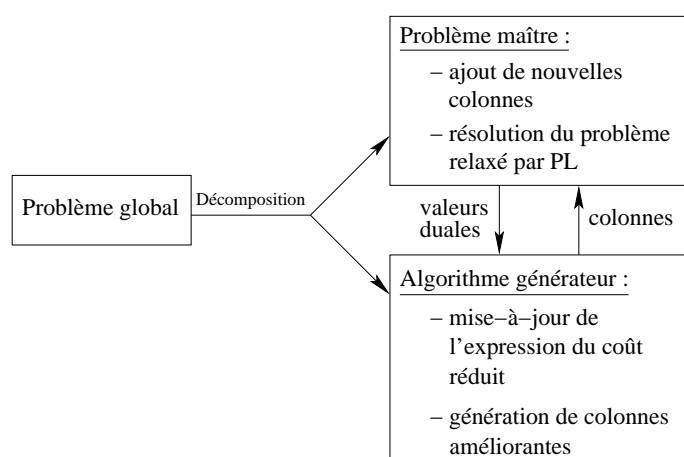 Problème global
Décomposition
Problème maître :
– ajout de nouvelles
colonnes
– résolution du problème
relaxé par PL
valeurs
duales
colonnes
Algorithme générateur :
– mise–à–jour de
l'expression du coût
réduit
– génération de colonnes
améliorantes